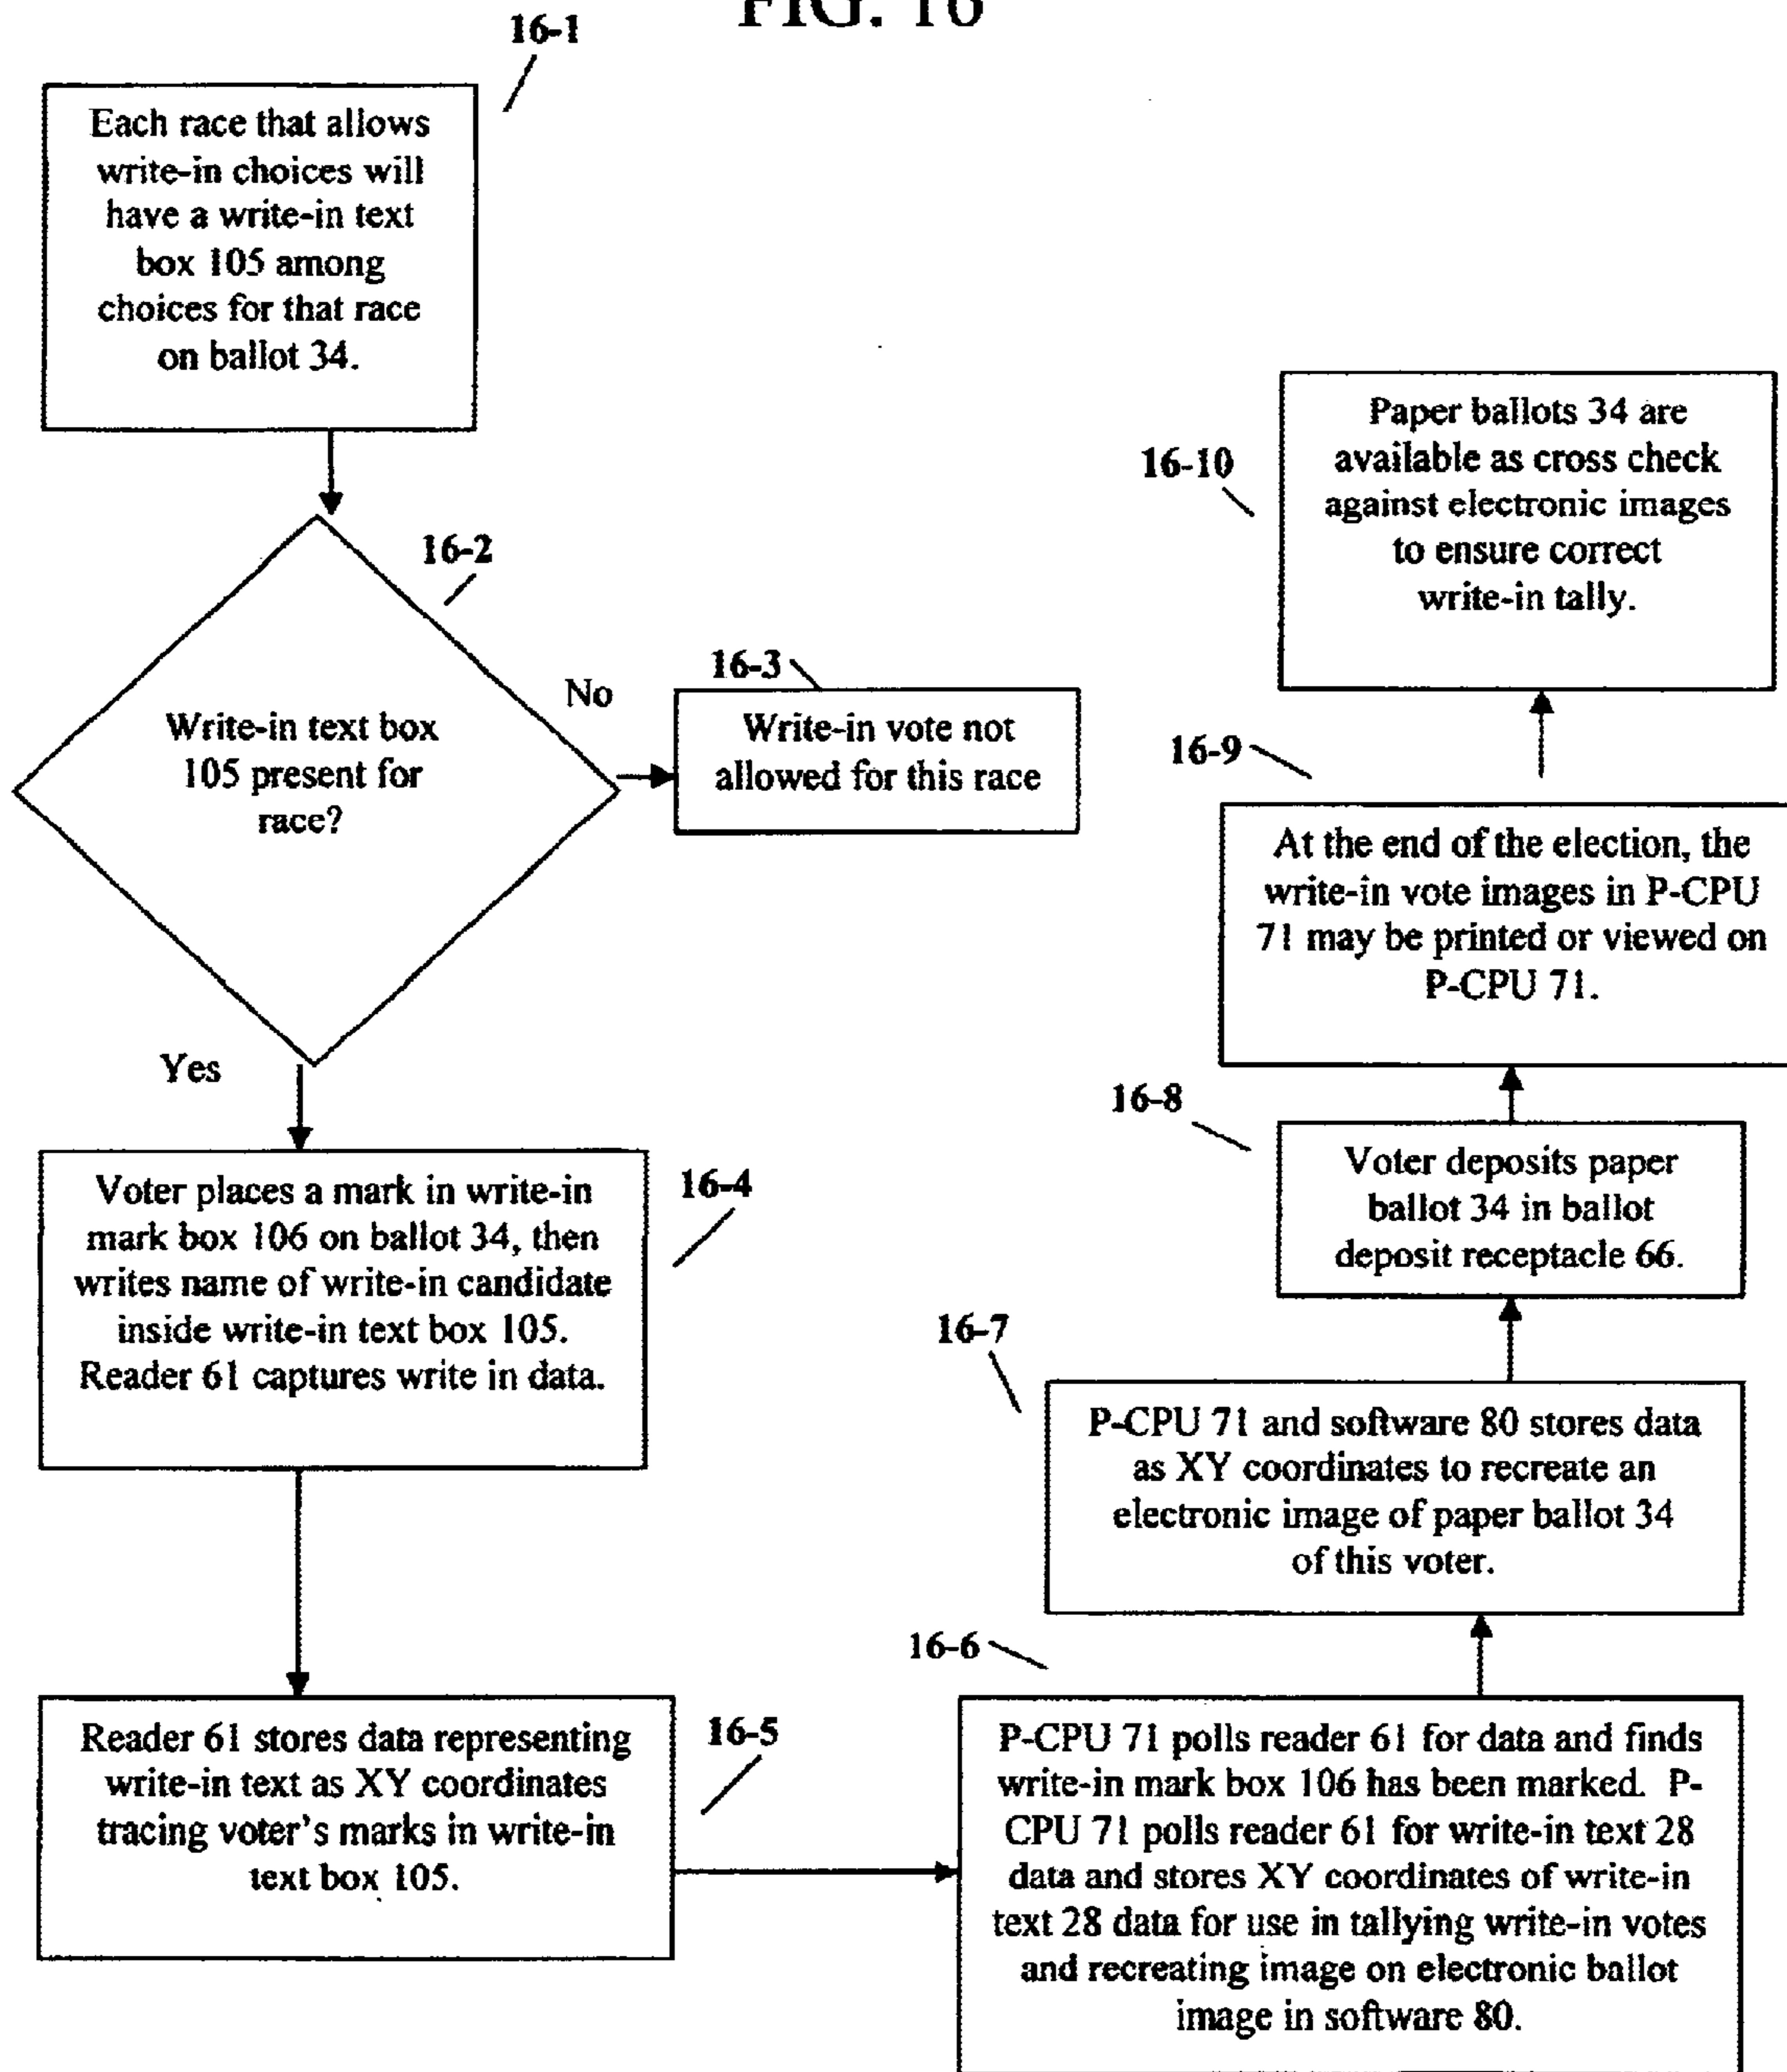 FIG. 16
16-1
Each race that allows
write-in choices will
have a write-in text
box 105 among
choices for that race
on ballot 34.
16-2
Write-in text box
105 present for
race?
No
16-3
Write-in vote not
allowed for this race
Yes
16-4
Voter places a mark in write-in
mark box 106 on ballot 34, then
writes name of write-in candidate
inside write-in text box 105.
Reader 61 captures write in data.
16-5
Reader 61 stores data representing
write-in text as XY coordinates
tracing voter's marks in write-in
text box 105.
16-6
P-CPU 71 polls reader 61 for data and finds
write-in mark box 106 has been marked. P-
CPU 71 polls reader 61 for write-in text 28
data and stores XY coordinates of write-in
text 28 data for use in tallying write-in votes
and recreating image on electronic ballot
image in software 80.
16-7
P-CPU 71 and software 80 stores data
as XY coordinates to recreate an
electronic image of paper ballot 34
of this voter.
16-8
Voter deposits paper
ballot 34 in ballot
deposit receptacle 66.
16-9
At the end of the election, the
write-in vote images in P-CPU
71 may be printed or viewed on
P-CPU 71.
16-10
Paper ballots 34 are
available as cross check
against electronic images
to ensure correct
write-in tally.